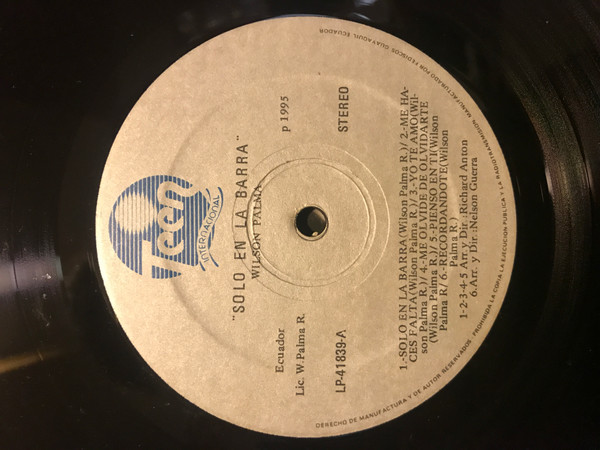 Teen
INTERNACIONAL
"SOLO EN LA BARRA"
WILSON PALMA
Ecuador
Lic. W.Palma R.
LP-41839-A
p 1995
STEREO
1.-SOLO EN LA BARRA(Wilson Palma R.)/ 2.-ME HA-
CES FALTA(Wilson Palma R.)/ 3.-YO TE AMO(Wil-
son Palma R.)/ 4.-ME OLVIDE DE OLVIDARTE
(Wilson Palma R)/ 5.-PIENSO EN TI(Wilson
Palma R/ 6.-RECORDANDOTE(Wilson
Palma R.)
1-2-3-4-5 Arr. y Dir.:Richard Anton
6.Arr. y Dir.:Nelson Guerra
DERECHO DE MANUFACTURA Y DE AUTOR RESERVADOS - PROHIBIDA LA COPIA LA EJECUCION PUBLICA Y LA RADIOTRANSMISION. MANUFACTURADO POR FEDISCOS GUAYAQUIL ECUADOR